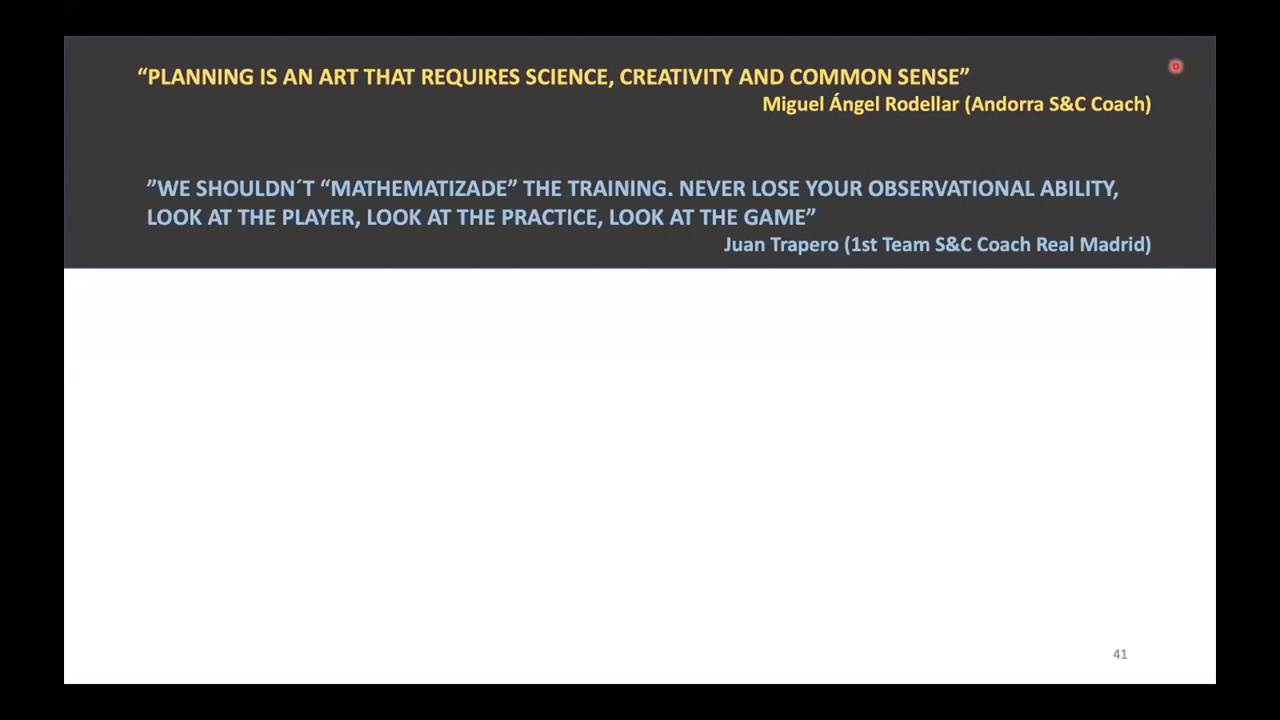 “PLANNING IS AN ART THAT REQUIRES SCIENCE, CREATIVITY AND COMMON SENSE”
Miguel Ángel Rodellar (Andorra S&C Coach)
”WE SHOULDN´T “MATHEMATIZADE” THE TRAINING. NEVER LOSE YOUR OBSERVATIONAL ABILITY,
LOOK AT THE PLAYER, LOOK AT THE PRACTICE, LOOK AT THE GAME”
Juan Trapero (1st Team S&C Coach Real Madrid)
41